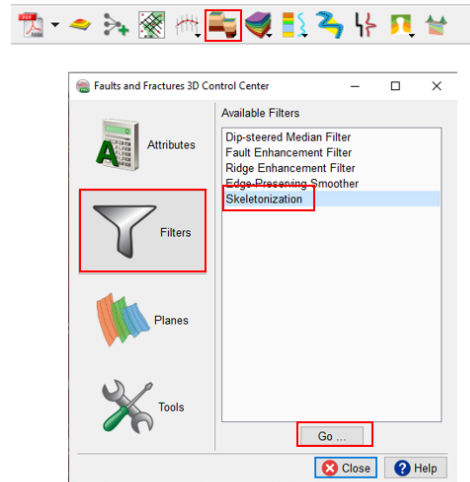 PDF
Faults and Fractures 3D Control Center
Available Filters
Attributes
Dip-steered Median Filter
Fault Enhancement Filter
Ridge Enhancement Filter
Edge-Preserving Smoother
Skeletonization
Filters
Planes
Tools
Go ...
Close
Help